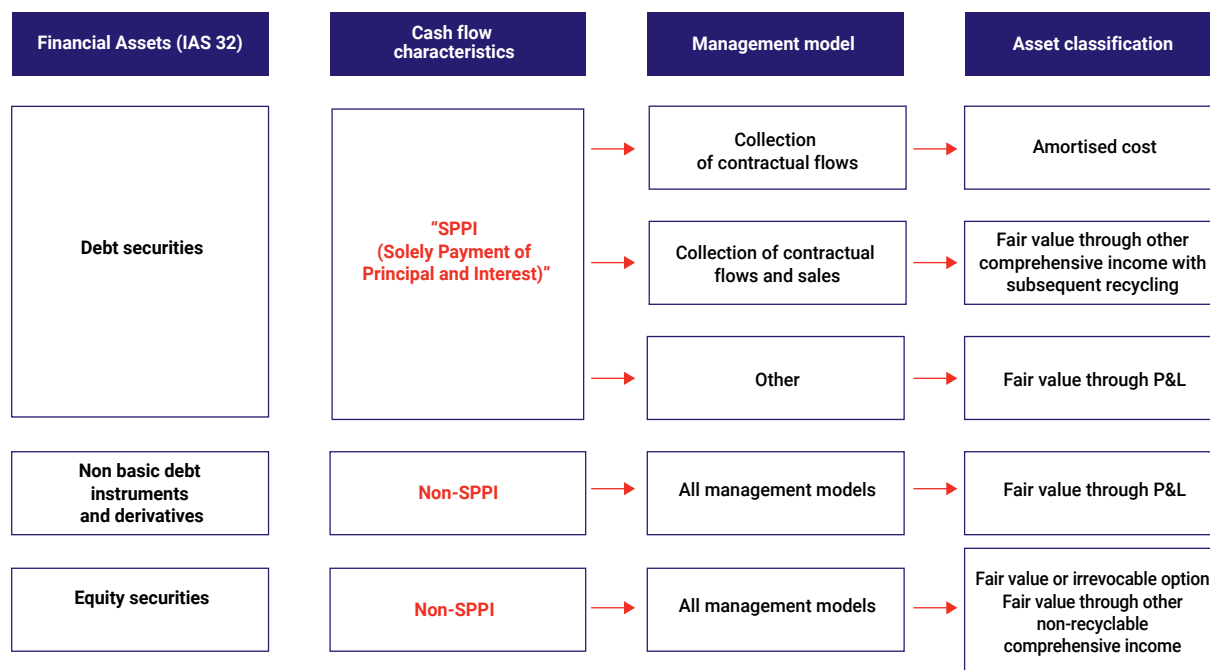 Financial Assets (IAS 32)
Cash flow
characteristics
Management model
Asset classification
Debt securities
“SPPI
(Solely Payment of
Principal and Interest)”
Collection
of contractual flows
Amortised cost
Collection of contractual
flows and sales
Fair value through other
comprehensive income with
subsequent recycling
Other
Fair value through P&L
Non basic debt
instruments
and derivatives
Non-SPPI
All management models
Fair value through P&L
Equity securities
Non-SPPI
All management models
Fair value or irrevocable option
Fair value through other
non-recyclable
comprehensive income